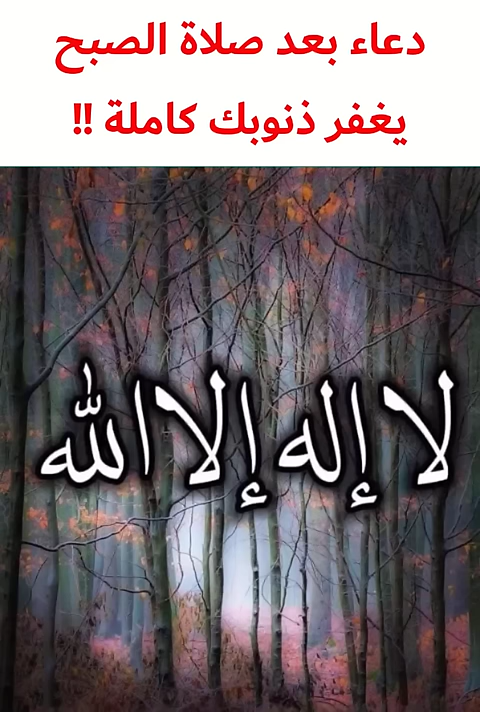 دعاء بعد صلاة الصبح
يغفر ذنوبك كاملة !!
لا إله إلا الله